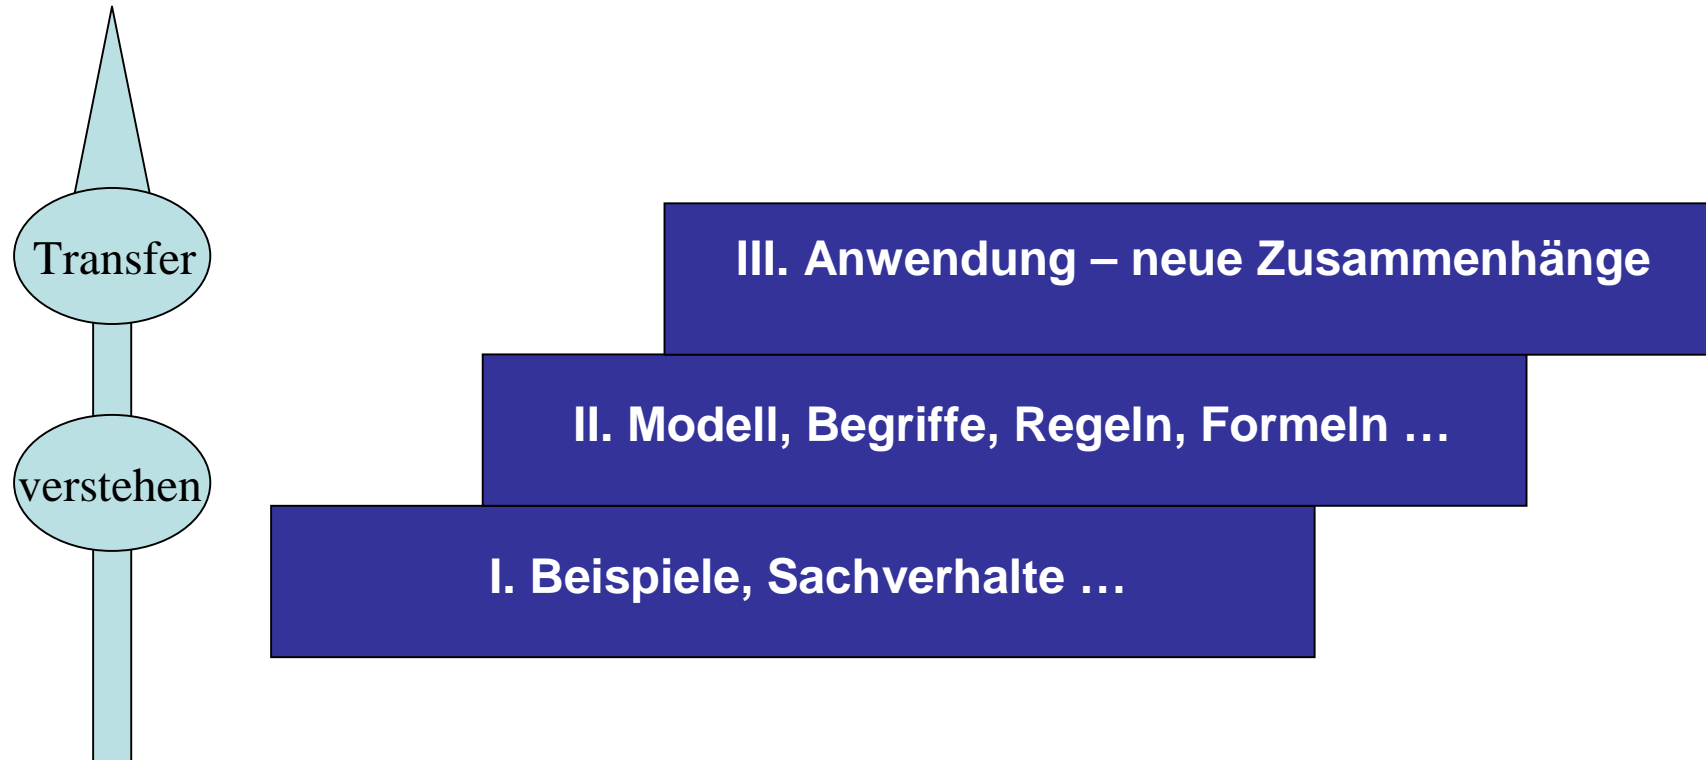 Transfer
III. Anwendung – neue Zusammenhänge
II. Modell, Begriffe, Regeln, Formeln …
verstehen
I. Beispiele, Sachverhalte …